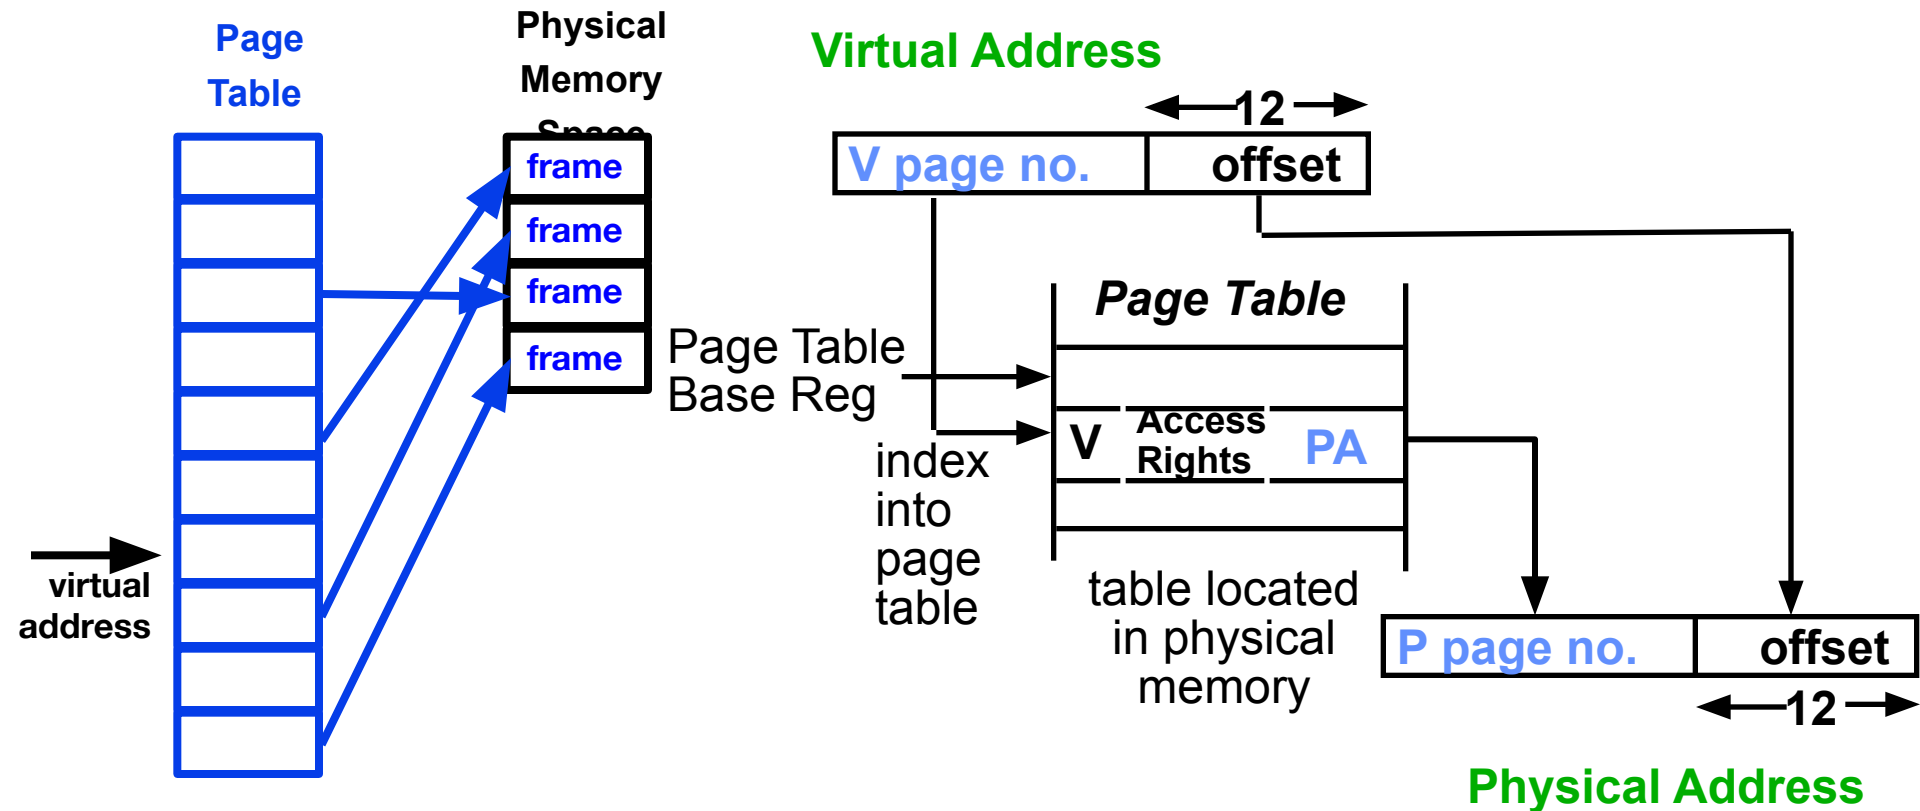 Page
Table
Physical
Memory
Space
frame
frame
frame
frame
virtual
address
Virtual Address
12
V page no.
offset
Page Table
Page Table
Base Reg
V
Access
Rights
PA
index
into
page
table
table located
in physical
memory
P page no.
offset
12
Physical Address